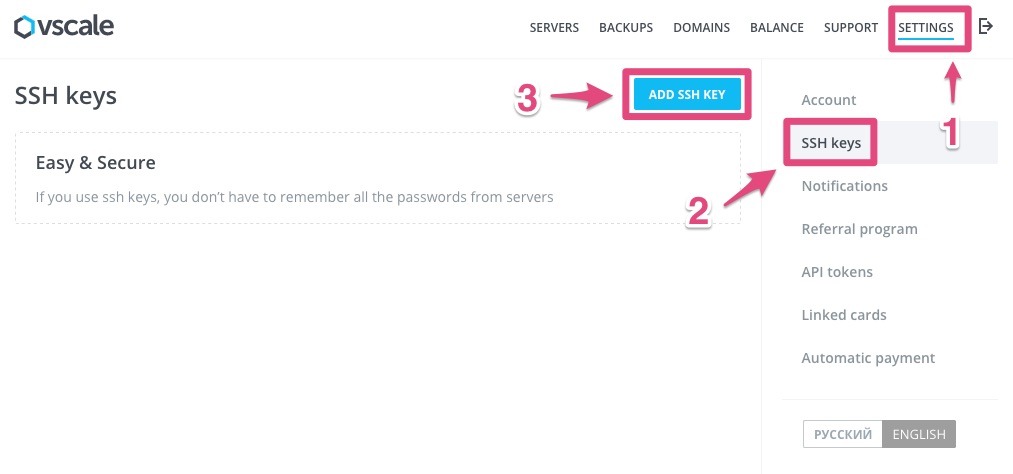 vscale
SERVERS BACKUPS DOMAINS BALANCE SUPPORT SETTINGS
SSH keys
3
ADD SSH KEY
1
Account
SSH keys
Easy & Secure
If you use ssh keys, you don’t have to remember all the passwords from servers
2
Notifications
Referral program
API tokens
Linked cards
Automatic payment
РУССКИЙ ENGLISH